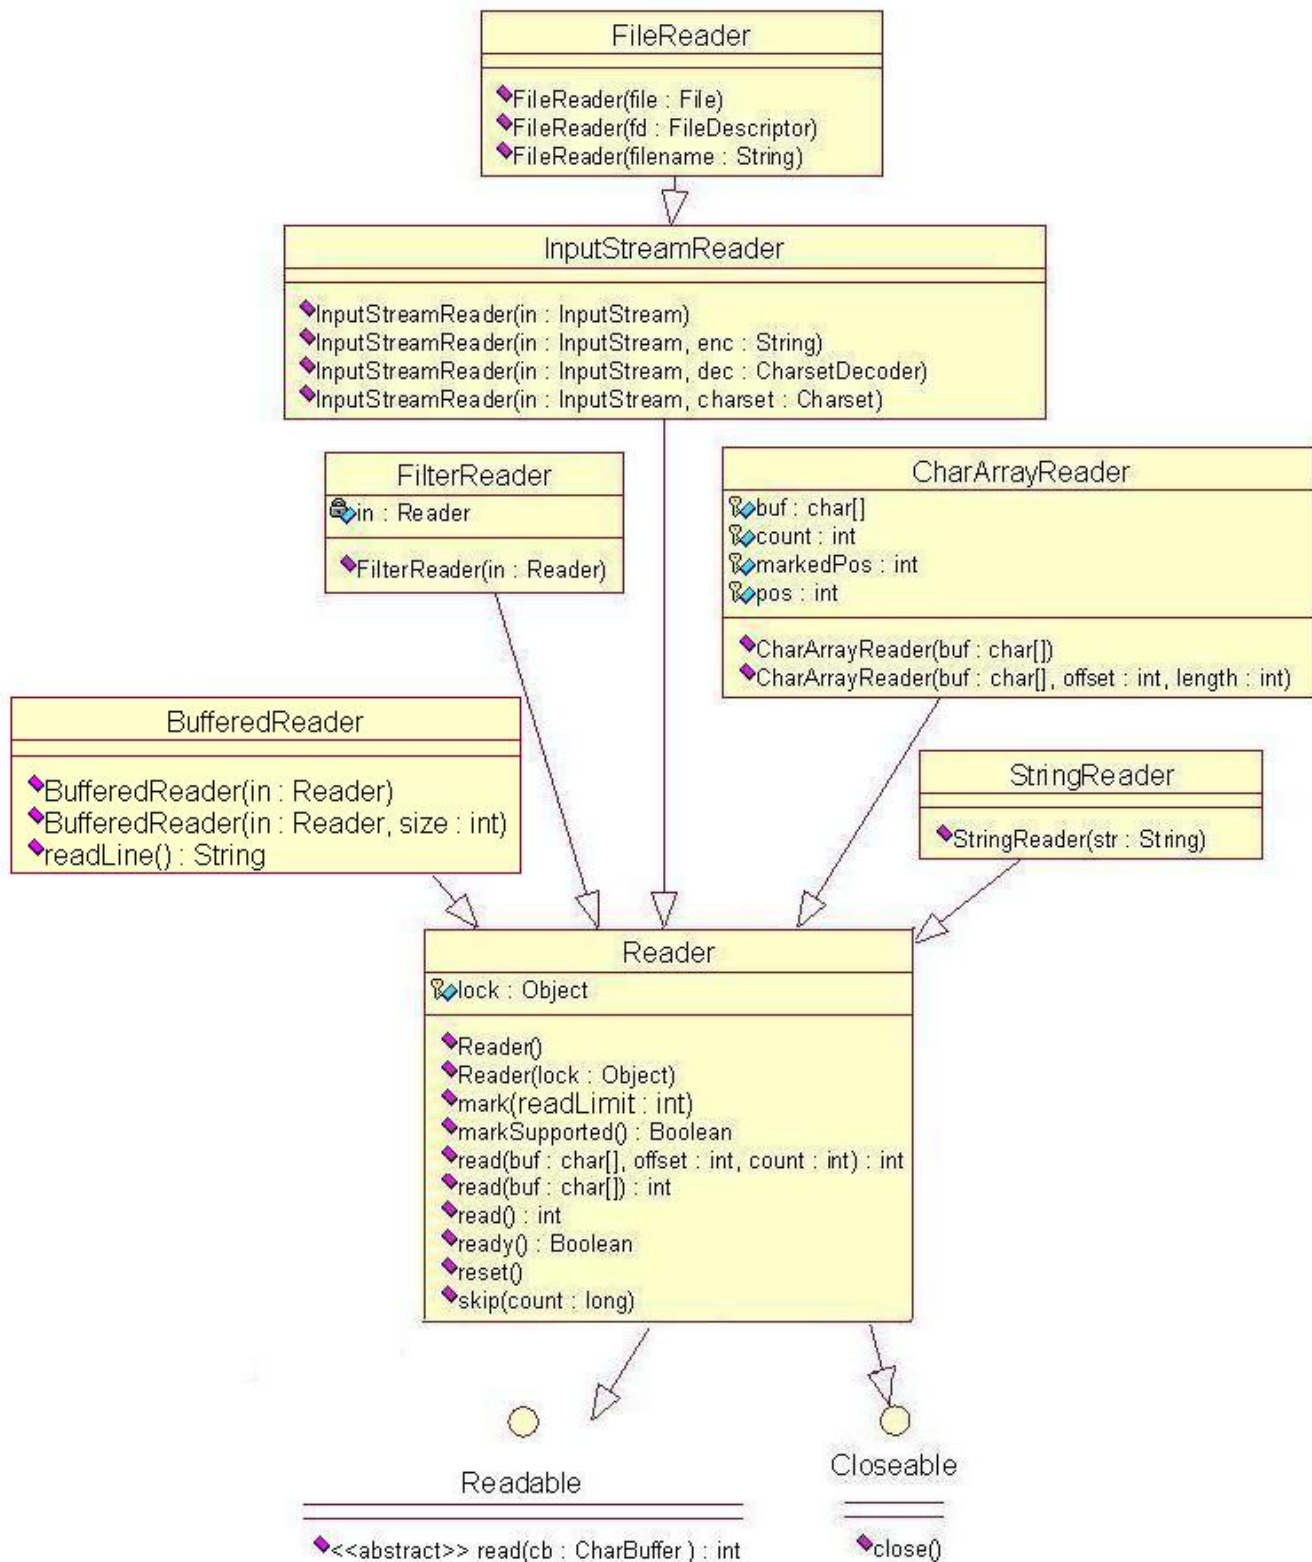 FileReader
FileReader(file : File)
FileReader(fd : FileDescriptor)
FileReader(filename : String)
InputStreamReader
InputStreamReader(in : InputStream)
InputStreamReader(in : InputStream, enc : String)
InputStreamReader(in : InputStream, dec : CharsetDecoder)
InputStreamReader(in : InputStream, charset : Charset)
FilterReader
in : Reader
FilterReader(in : Reader)
CharArrayReader
buf : char[]
count : int
markedPos : int
pos : int
CharArrayReader(buf : char[])
CharArrayReader(buf : char[], offset : int, length : int)
BufferedReader
BufferedReader(in : Reader)
BufferedReader(in : Reader, size : int)
readLine() : String
StringReader
StringReader(str : String)
Reader
lock : Object
Reader()
Reader(lock : Object)
mark(readLimit : int)
markSupported() : Boolean
read(buf : char[], offset : int, count : int) : int
read(buf : char[]) : int
read() : int
ready() : Boolean
reset()
skip(count : long)
Readable
<<abstract>> read(cb : CharBuffer ) : int
Closeable
close()